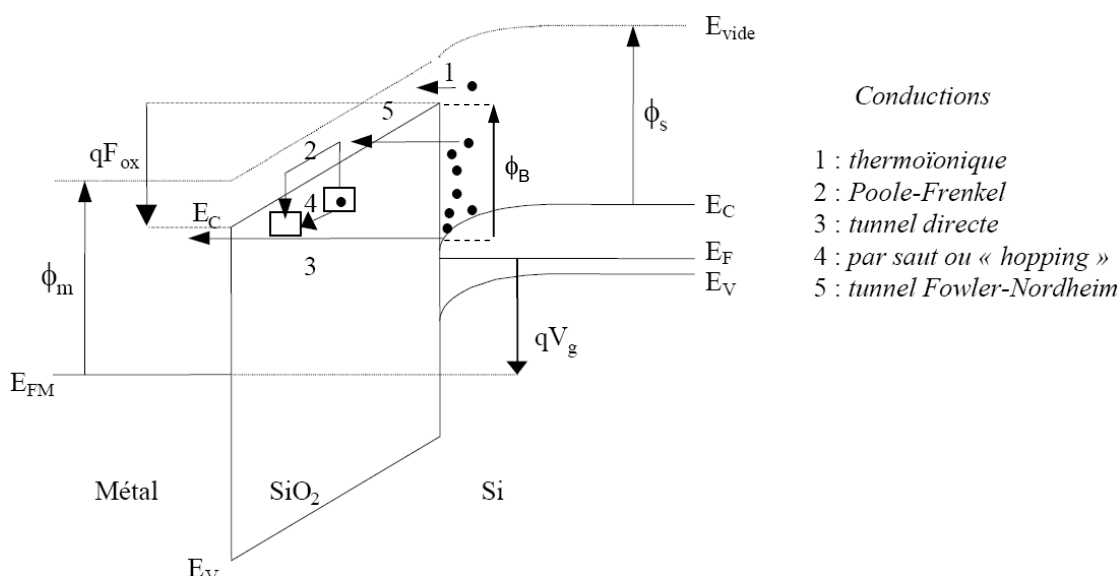 E_vide
1
Conductions
5
ϕ_s
1 : thermoïonique
qF_ox
2
ϕ_B
2 : Poole-Frenkel
4
E_C
E_C
3 : tunnel directe
3
E_F
4 : par saut ou « hopping »
ϕ_m
E_V
5 : tunnel Fowler-Nordheim
qV_g
E_FM
Métal
SiO₂
Si
E_V